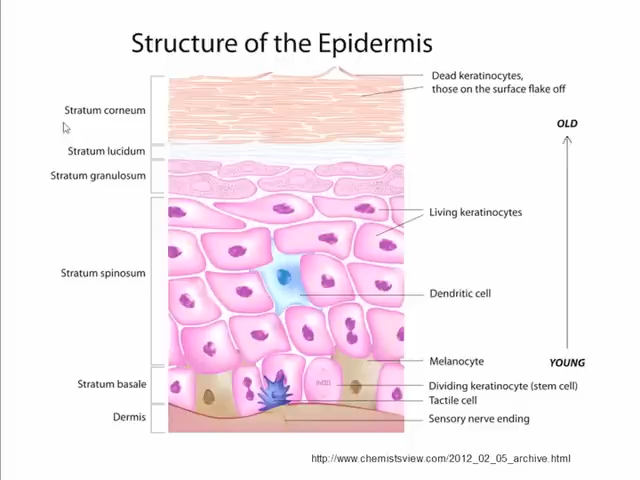 Structure of the Epidermis
Dead keratinocytes,
those on the surface flake off
Stratum corneum
OLD
Stratum lucidum
Stratum granulosum
Living keratinocytes
Stratum spinosum
Dendritic cell
Melanocyte
YOUNG
Stratum basale
Dividing keratinocyte (stem cell)
Tactile cell
Dermis
Sensory nerve ending
http://www.chemistsview.com/2012_02_05_archive.html